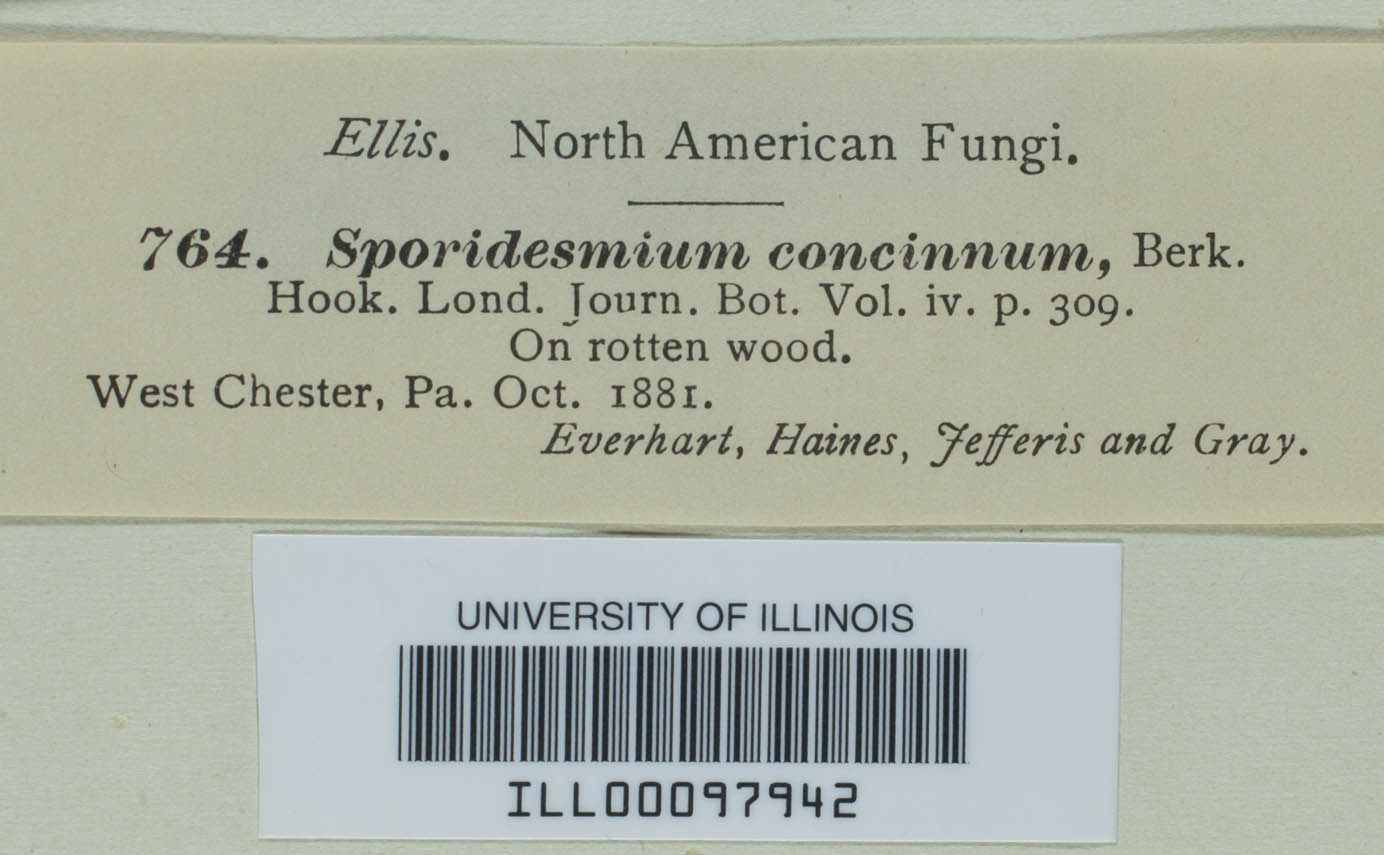 Ellis. North American Fungi.
764. Sporidesmium concinnum, Berk.
Hook. Lond. Journ. Bot. Vol. iv. p. 309.
On rotten wood.
West Chester, Pa. Oct. 1881.
Everhart, Haines, Jefferis and Gray.
UNIVERSITY OF ILLINOIS
ILL00097942